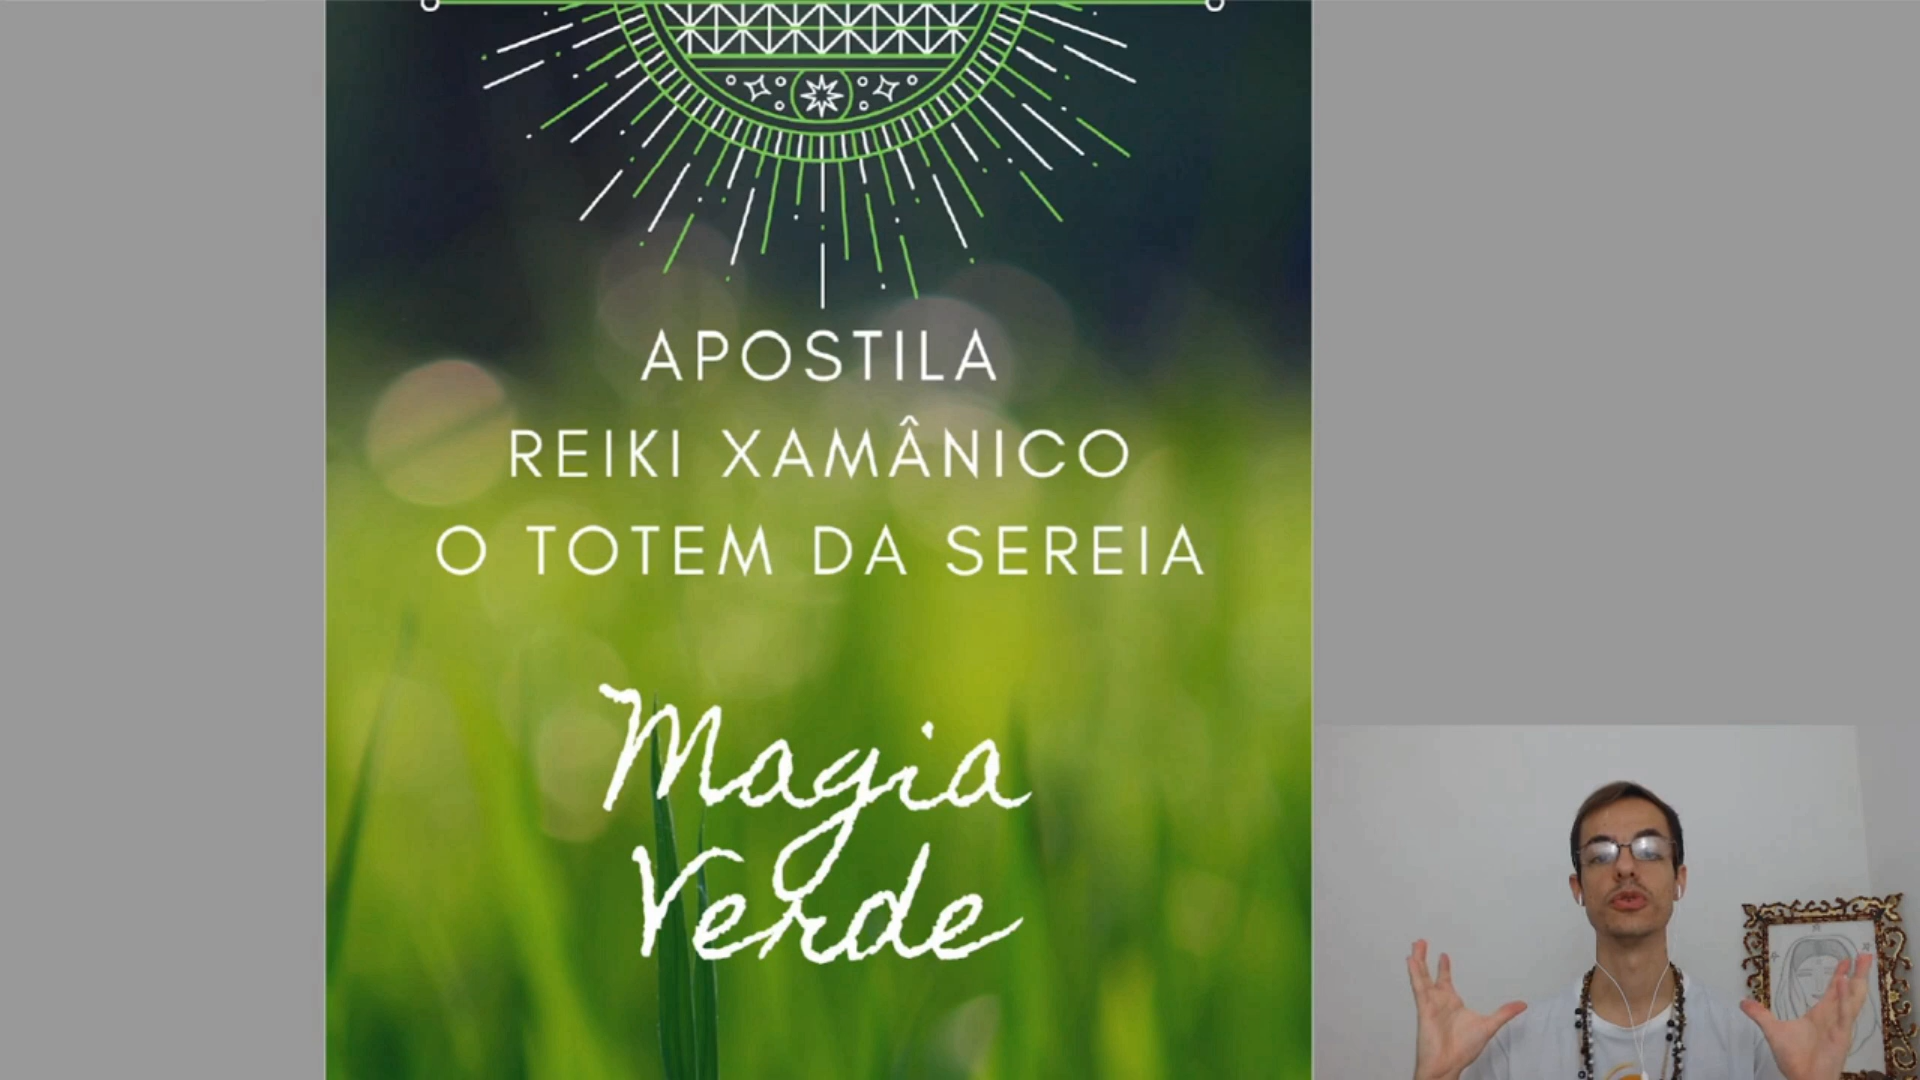 APOSTILA
REIKI XAMÂNICO
O TOTEM DA SEREIA
Magia
Verde